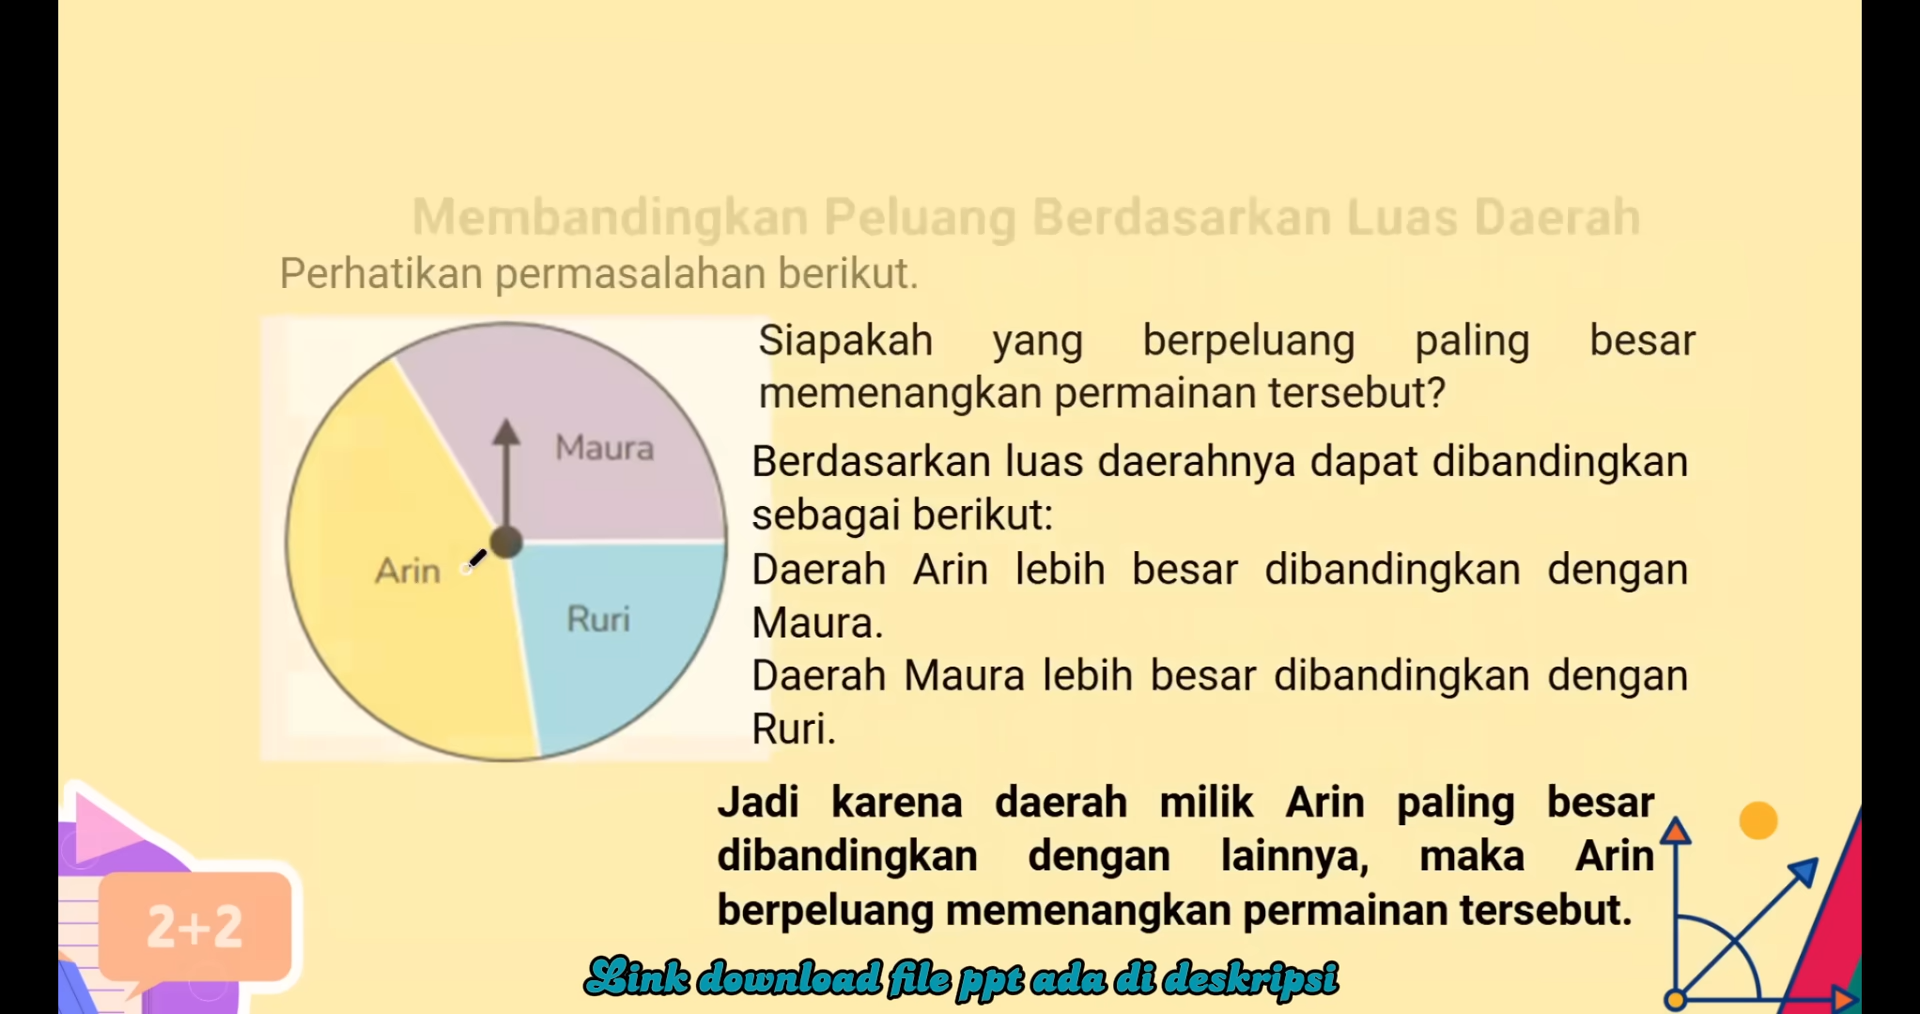 Membandingkan Peluang Berdasarkan Luas Daerah
Perhatikan permasalahan berikut.
Siapakah yang berpeluang paling besar
memenangkan permainan tersebut?
Maura
Arin
Ruri
Berdasarkan luas daerahnya dapat dibandingkan
sebagai berikut:
Daerah Arin lebih besar dibandingkan dengan
Maura.
Daerah Maura lebih besar dibandingkan dengan
Ruri.
Jadi karena daerah milik Arin paling besar
dibandingkan dengan lainnya, maka Arin
berpeluang memenangkan permainan tersebut.
2+2
Link download file ppt ada di deskripsi